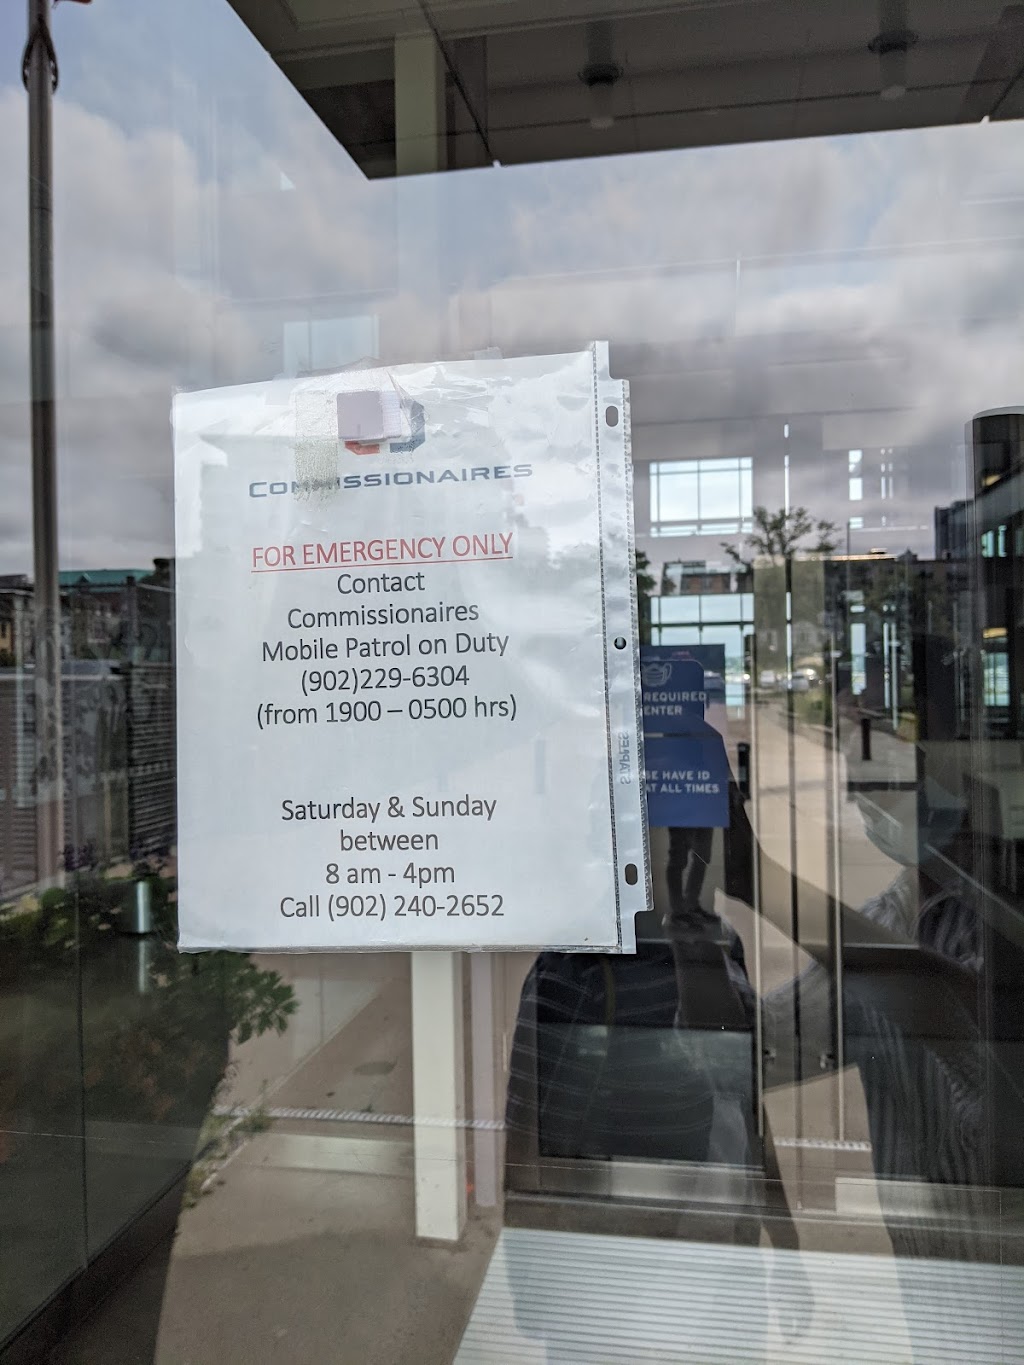 COMMISSIONAIRES
FOR EMERGENCY ONLY
Contact
Commissionaires
Mobile Patrol on Duty
(902)229-6304
(from 1900 – 0500 hrs)
Saturday & Sunday
between
8 am - 4pm
Call (902) 240-2652
STAPLES
REQUIRED
HAVE ID
AT ALL TIMES